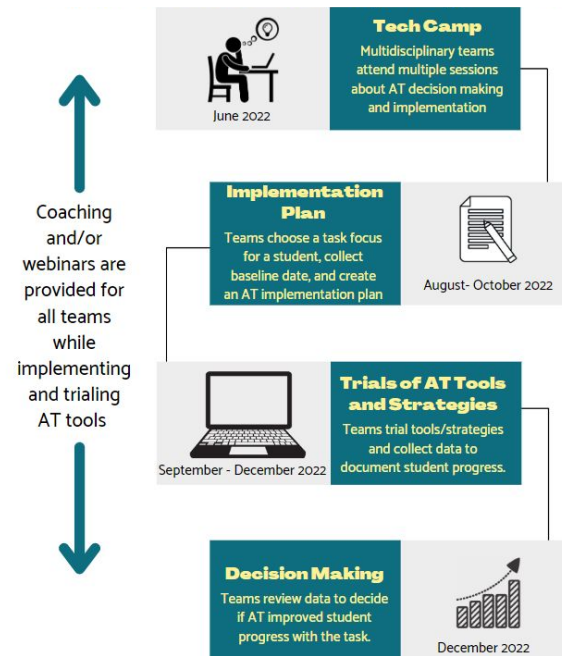 Tech Camp
Multidisciplinary teams
attend multiple sessions
about AT decision making
and implementation
June 2022
Implementation
Plan
Teams choose a task focus
for a student, collect
baseline date, and create
an AT implementation plan
August- October 2022
Coaching
and/or
webinars are
provided for
all teams
while
implementing
and trialing
AT tools
Trials of AT Tools
and Strategies
Teams trial tools/strategies
and collect data to
document student progress.
September - December 2022
Decision Making
Teams review data to decide
if AT improved student
progress with the task.
December 2022